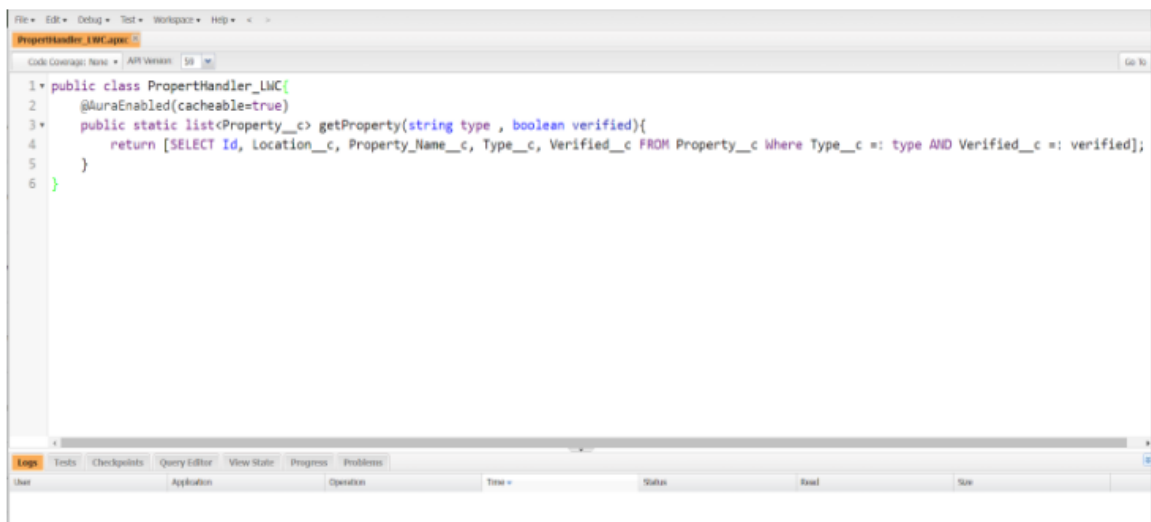 File Edit Debug Test Workspace Help < >
PropertHandler_LWC.apxc
Code Coverage: None API Version: 58 Go To
1 public class PropertHandler_LWC{
2 @AuraEnabled(cacheable=true)
3 public static list<Property__c> getProperty(string type , boolean verified){
4 return [SELECT Id, Location__c, Property_Name__c, Type__c, Verified__c FROM Property__c Where Type__c =: type AND Verified__c =: verified];
5 }
6 }
Logs Tests Checkpoints Query Editor View State Progress Problems
User Application Operation Time Status Read Size